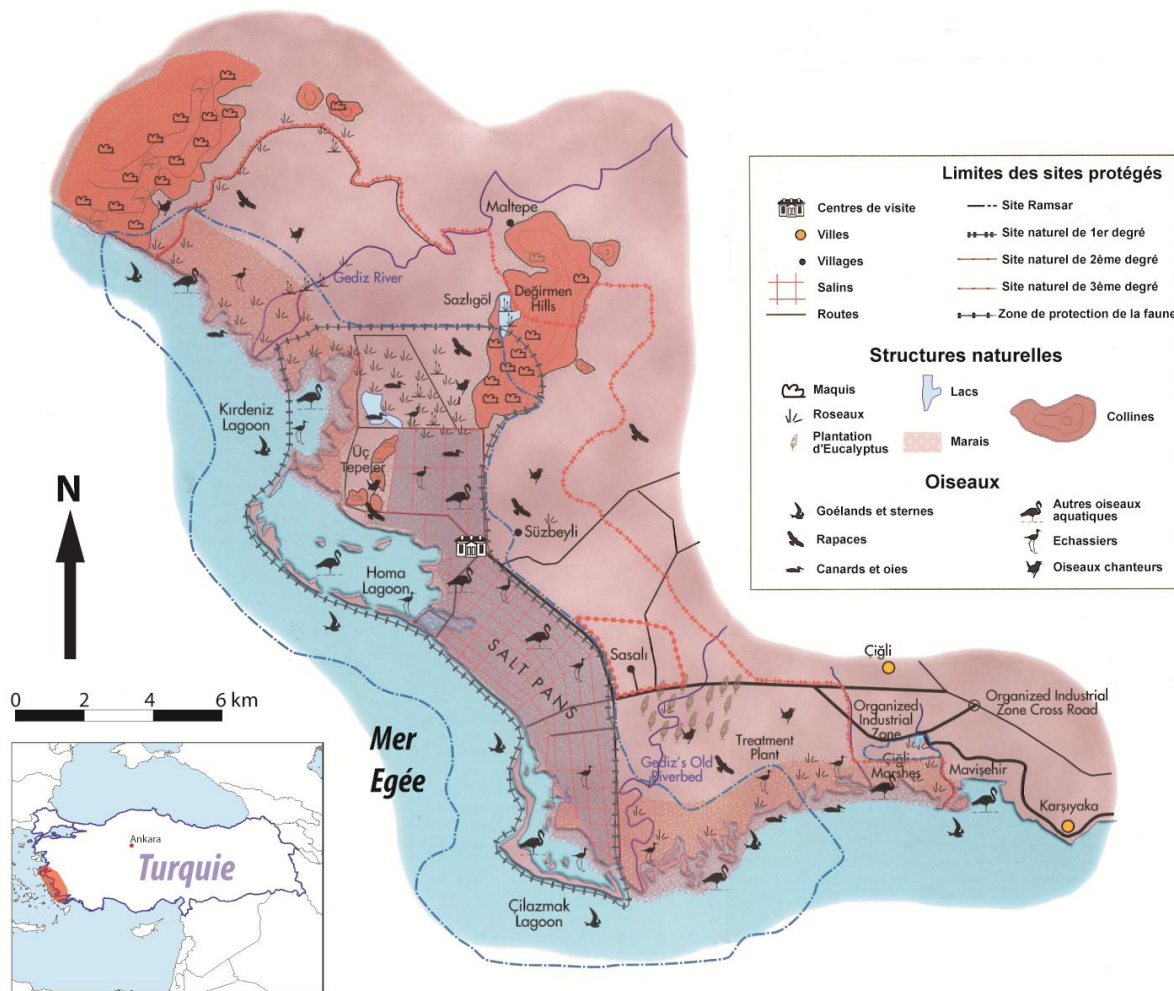 Maltepe
Gediz River
Sazlıgöl
Değirmen
Hills
Kırdeniz
Lagoon
Üç
Tepeler
Süzbeyli
Homa
Lagoon
SALT PANS
Sasalı
Çiğli
Organized Industrial
Zone Cross Road
Organized
Industrial
Zone
Treatment
Plant
Gediz's Old
Riverbed
Çiğli
Marshes
Mavişehir
Karşıyaka
Çilazmak
Lagoon
Mer
Egée
N
0 2 4 6 km
Ankara
Turquie
Limites des sites protégés
Centres de visite
Villes
Villages
Salins
Routes
Site Ramsar
Site naturel de 1er degré
Site naturel de 2ème degré
Site naturel de 3ème degré
Zone de protection de la faune
Structures naturelles
Maquis
Roseaux
Plantation
d'Eucalyptus
Lacs
Marais
Collines
Oiseaux
Goélands et sternes
Rapaces
Canards et oies
Autres oiseaux
aquatiques
Echassiers
Oiseaux chanteurs